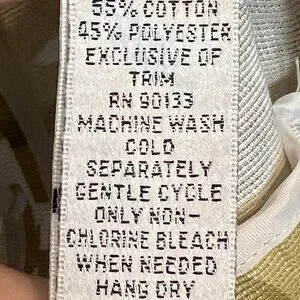 55% COTTON
45% POLYESTER
EXCLUSIVE OF
TRIM
RN 90133
MACHINE WASH
COLD
SEPARATELY
GENTLE CYCLE
ONLY NON-
CHLORINE BLEACH
WHEN NEEDED
HANG DRY